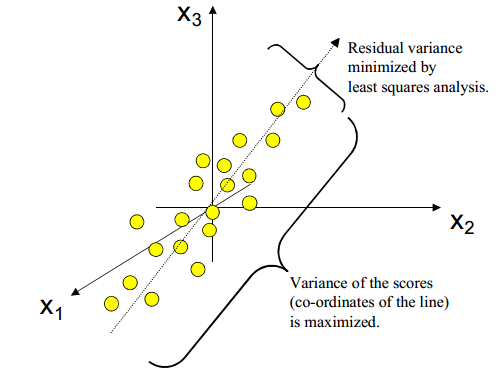 X3
Residual variance
minimized by
least squares analysis.
X2
Variance of the scores
(co-ordinates of the line)
is maximized.
X1